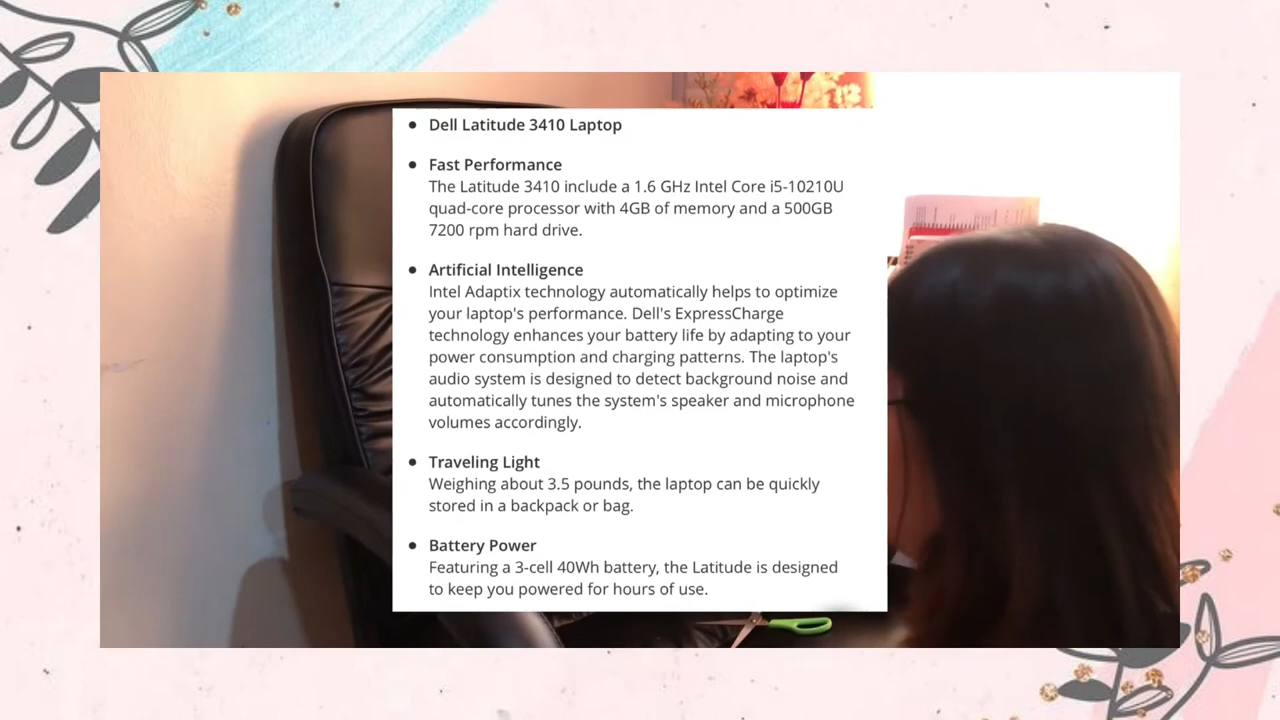 Dell Latitude 3410 Laptop
Fast Performance
The Latitude 3410 include a 1.6 GHz Intel Core i5-10210U
quad-core processor with 4GB of memory and a 500GB
7200 rpm hard drive.
Artificial Intelligence
Intel Adaptix technology automatically helps to optimize
your laptop's performance. Dell's ExpressCharge
technology enhances your battery life by adapting to your
power consumption and charging patterns. The laptop's
audio system is designed to detect background noise and
automatically tunes the system's speaker and microphone
volumes accordingly.
Traveling Light
Weighing about 3.5 pounds, the laptop can be quickly
stored in a backpack or bag.
Battery Power
Featuring a 3-cell 40Wh battery, the Latitude is designed
to keep you powered for hours of use.